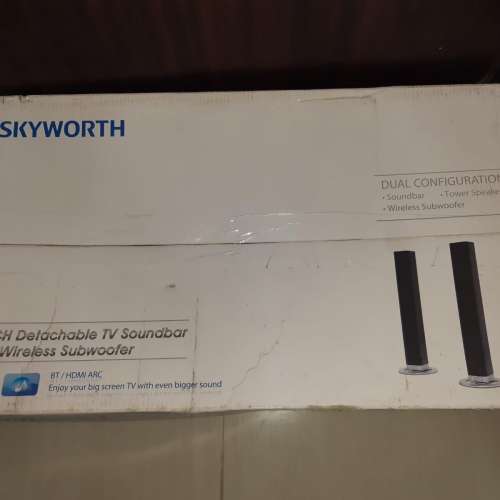 SKYWORTH
DUAL CONFIGURATION
• Soundbar • Tower Speake
• Wireless Subwoofer
CH Detachable TV Soundbar
Wireless Subwoofer
BT / HDMI ARC
Enjoy your big screen TV with even bigger sound